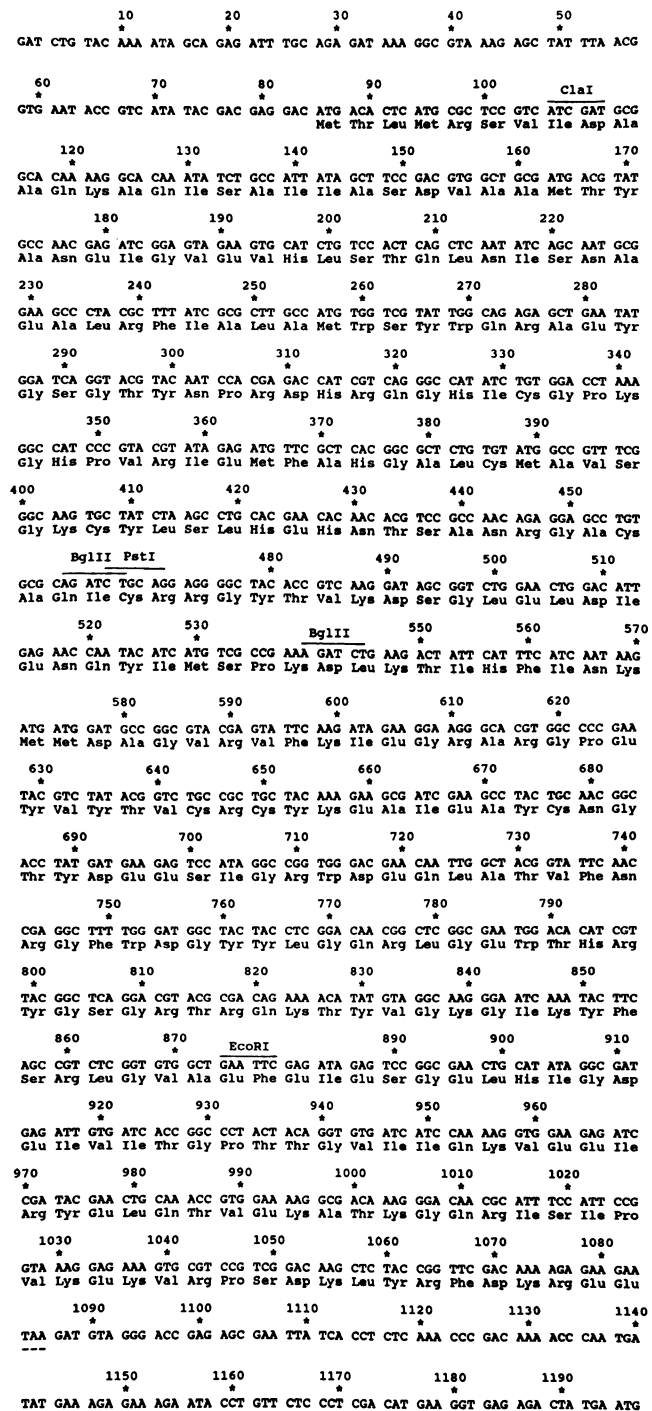 10 20 30 40 50
* * * * *
GAT CTG TAC AAA ATA GCA GAG ATT TGC AGA GAT AAA GGC GTA AAG AGC TAT TTA ACG
60 70 80 90 100 ClaI
* * * * *
GTG AAT ACC GTC ATA TAC GAC GAG GAC ATG ACA CTC ATG CGC TCC GTC ATC GAT GCG
Met Thr Leu Met Arg Ser Val Ile Asp Ala
120 130 140 150 160 170
* * * * * *
GCA CAA AAG GCA CAA ATA TCT GCC ATT ATA GCT TCC GAC GTG GCT GCG ATG ACG TAT
Ala Gln Lys Ala Gln Ile Ser Ala Ile Ile Ala Ser Asp Val Ala Ala Met Thr Tyr
180 190 200 210 220
* * * * *
GCC AAC GAG ATC GGA GTA GAA GTG CAT CTG TCC ACT CAG CTC AAT ATC AGC AAT GCG
Ala Asn Glu Ile Gly Val Glu Val His Leu Ser Thr Gln Leu Asn Ile Ser Asn Ala
230 240 250 260 270 280
* * * * * *
GAA GCC CTA CGC TTT ATC GCG CTT GCC ATG TGG TCG TAT TGG CAG AGA GCT GAA TAT
Glu Ala Leu Arg Phe Ile Ala Leu Ala Met Trp Ser Tyr Trp Gln Arg Ala Glu Tyr
290 300 310 320 330 340
* * * * * *
GGA TCA GGT ACG TAC AAT CCA CGA GAC CAT CGT CAG GGC CAT ATC TGT GGA CCT AAA
Gly Ser Gly Thr Tyr Asn Pro Arg Asp His Arg Gln Gly His Ile Cys Gly Pro Lys
350 360 370 380 390
* * * * *
GGC CAT CCC GTA CGT ATA GAG ATG TTC GCT CAC GGC GCT CTG TGT ATG GCC GTT TCG
Gly His Pro Val Arg Ile Glu Met Phe Ala His Gly Ala Leu Cys Met Ala Val Ser
400 410 420 430 440 450
* * * * * *
GGC AAG TGC TAT CTA AGC CTG CAC GAA CAC AAC ACG TCC GCC AAC AGA GGA GCC TGT
Gly Lys Cys Tyr Leu Ser Leu His Glu His Asn Thr Ser Ala Asn Arg Gly Ala Cys
BglII PstI 480 490 500 510
* * * *
GCG CAG ATC TGC AGG AGG GGC TAC ACC GTC AAG GAT AGC GGT CTG GAA CTG GAC ATT
Ala Gln Ile Cys Arg Arg Gly Tyr Thr Val Lys Asp Ser Gly Leu Glu Leu Asp Ile
520 530 BglII 550 560 570
* * * * *
GAG AAC CAA TAC ATC ATG TCG CCG AAA GAT CTG AAG ACT ATT CAT TTC ATC AAT AAG
Glu Asn Gln Tyr Ile Met Ser Pro Lys Asp Leu Lys Thr Ile His Phe Ile Asn Lys
580 590 600 610 620
* * * * *
ATG ATG GAT GCC GGC GTA CGA GTA TTC AAG ATA GAA GGA AGG GCA CGT GGC CCC GAA
Met Met Asp Ala Gly Val Arg Val Phe Lys Ile Glu Gly Arg Ala Arg Gly Pro Glu
630 640 650 660 670 680
* * * * * *
TAC GTC TAT ACG GTC TGC CGC TGC TAC AAA GAA GCG ATC GAA GCC TAC TGC AAC GGC
Tyr Val Tyr Thr Val Cys Arg Cys Tyr Lys Glu Ala Ile Glu Ala Tyr Cys Asn Gly
690 700 710 720 730 740
* * * * * *
ACC TAT GAT GAA GAG TCC ATA GGC CGG TGG GAC GAA CAA TTG GCT ACG GTA TTC AAC
Thr Tyr Asp Glu Glu Ser Ile Gly Arg Trp Asp Glu Gln Leu Ala Thr Val Phe Asn
750 760 770 780 790
* * * * *
CGA GGC TTT TGG GAT GGC TAC TAC CTC GGA CAA CGG CTC GGC GAA TGG ACA CAT CGT
Arg Gly Phe Trp Asp Gly Tyr Tyr Leu Gly Gln Arg Leu Gly Glu Trp Thr His Arg
800 810 820 830 840 850
* * * * * *
TAC GGC TCA GGA CGT ACG CGA CAG AAA ACA TAT GTA GGC AAG GGA ATC AAA TAC TTC
Tyr Gly Ser Gly Arg Thr Arg Gln Lys Thr Tyr Val Gly Lys Gly Ile Lys Tyr Phe
860 870 EcoRI 890 900 910
* * * * *
AGC CGT CTC GGT GTG GCT GAA TTC GAG ATA GAG TCC GGC GAA CTG CAT ATA GGC GAT
Ser Arg Leu Gly Val Ala Glu Phe Glu Ile Glu Ser Gly Glu Leu His Ile Gly Asp
920 930 940 950 960
* * * * *
GAG ATT GTG ATC ACC GGC CCT ACT ACA GGT GTG ATC ATC CAA AAG GTG GAA GAG ATC
Glu Ile Val Ile Thr Gly Pro Thr Thr Gly Val Ile Ile Gln Lys Val Glu Glu Ile
970 980 990 1000 1010 1020
* * * * * *
CGA TAC GAA CTG CAA ACC GTG GAA AAG GCG ACA AAG GGA CAA CGC ATT TCC ATT CCG
Arg Tyr Glu Leu Gln Thr Val Glu Lys Ala Thr Lys Gly Gln Arg Ile Ser Ile Pro
1030 1040 1050 1060 1070 1080
* * * * * *
GTA AAG GAG AAA GTG CGT CCG TCG GAC AAG CTC TAC CGG TTC GAC AAA AGA GAA GAA
Val Lys Glu Lys Val Arg Pro Ser Asp Lys Leu Tyr Arg Phe Asp Lys Arg Glu Glu
1090 1100 1110 1120 1130 1140
* * * * * *
TAA GAT GTA GGG ACC GAG AGC GAA TTA TCA CCT CTC AAA CCC GAC AAA ACC CAA TGA
---
1150 1160 1170 1180 1190
* * * * *
TAT GAA AGA GAA AGA ATA CCT GTT CTC CCT CGA CAT GAA GGT GAG AGA CTA TGA ATG